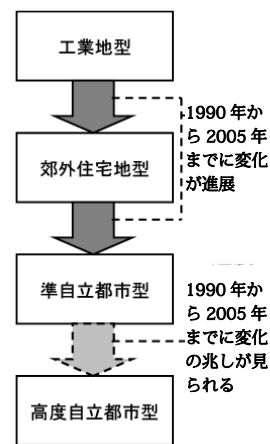 工業地型
1990 年か
ら 2005 年
までに変化
が進展
郊外住宅地型
準自立都市型
1990 年か
ら 2005 年
までに変化
の兆しが見
られる
高度自立都市型